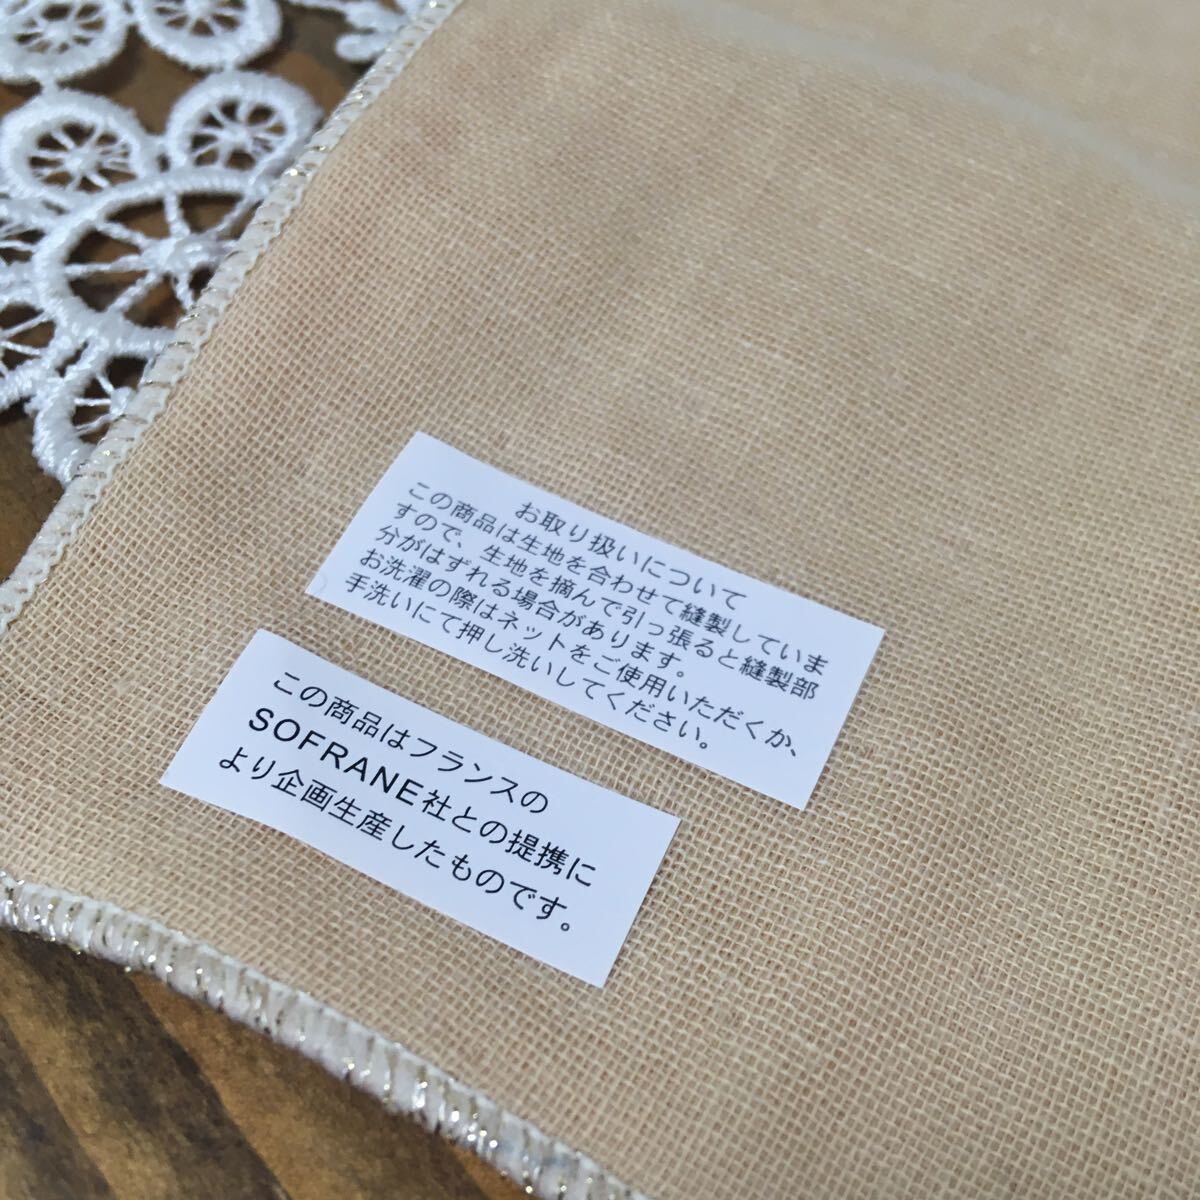 お取り扱いについて
この商品は生地を合わせて縫製していま
すので、生地を摘んで引っ張ると縫製部
分がはずれる場合があります。
お洗濯の際はネットをご使用いただくか、
手洗いにて押し洗いしてください。
この商品はフランスの
SOFRANE社との提携に
より企画生産したものです。